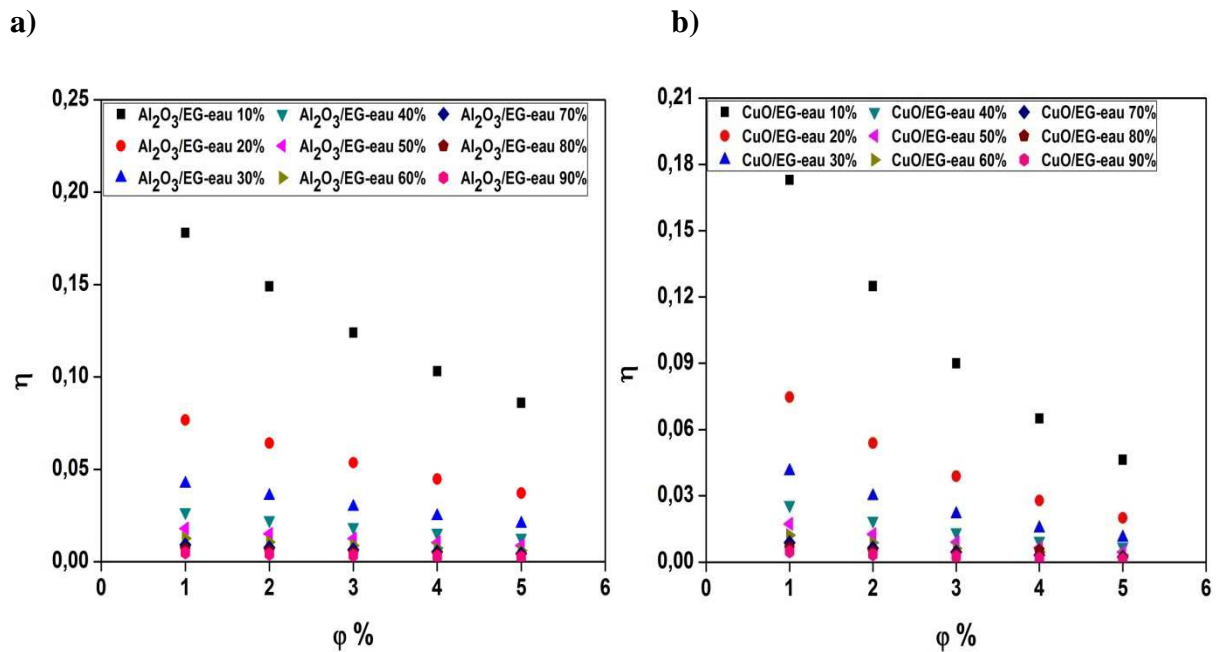 a)
0,25
0,20
0,15
0,10
0,05
0,00
η
Al2O3/EG-eau 10% Al2O3/EG-eau 40% Al2O3/EG-eau 70%
Al2O3/EG-eau 20% Al2O3/EG-eau 50% Al2O3/EG-eau 80%
Al2O3/EG-eau 30% Al2O3/EG-eau 60% Al2O3/EG-eau 90%
0 1 2 3 4 5 6
φ %
b)
0,21
0,18
0,15
0,12
0,09
0,06
0,03
0,00
η
CuO/EG-eau 10% CuO/EG-eau 40% CuO/EG-eau 70%
CuO/EG-eau 20% CuO/EG-eau 50% CuO/EG-eau 80%
CuO/EG-eau 30% CuO/EG-eau 60% CuO/EG-eau 90%
0 1 2 3 4 5 6
φ %